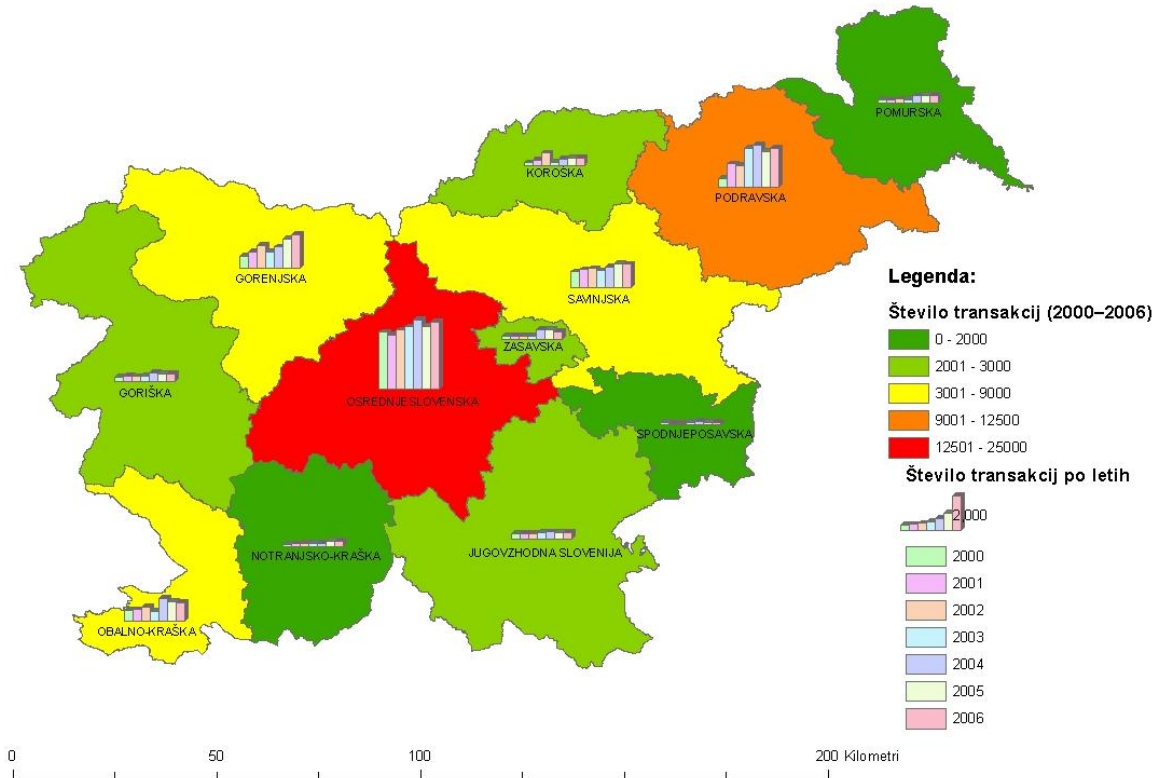 POMURSKA
KOROŠKA
PODRAVSKA
GORENJSKA
SAVINJSKA
ZASAVSKA
GORIŠKA
OSREDNJESLOVENSKA
SPODNJEPOSAVSKA
NOTRANJSKO-KRAŠKA
JUGOVZHODNA SLOVENIJA
OBALNO-KRAŠKA
Legenda:
Število transakcij (2000–2006)
0 - 2000
2001 - 3000
3001 - 9000
9001 - 12500
12501 - 25000
Število transakcij po letih
2,000
2000
2001
2002
2003
2004
2005
2006
0 50 100 200 Kilometri